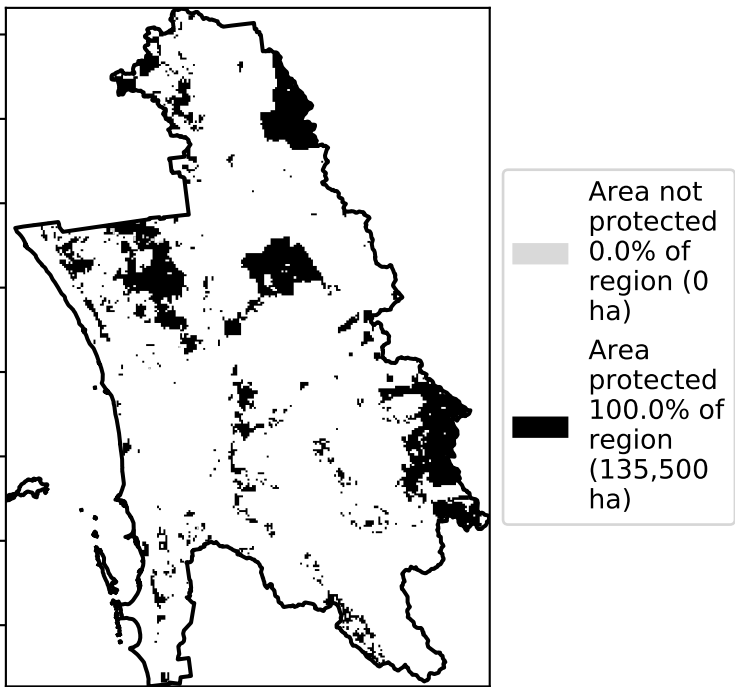 Area not
protected
0.0% of
region (0
ha)
Area
protected
100.0% of
region
(135,500
ha)